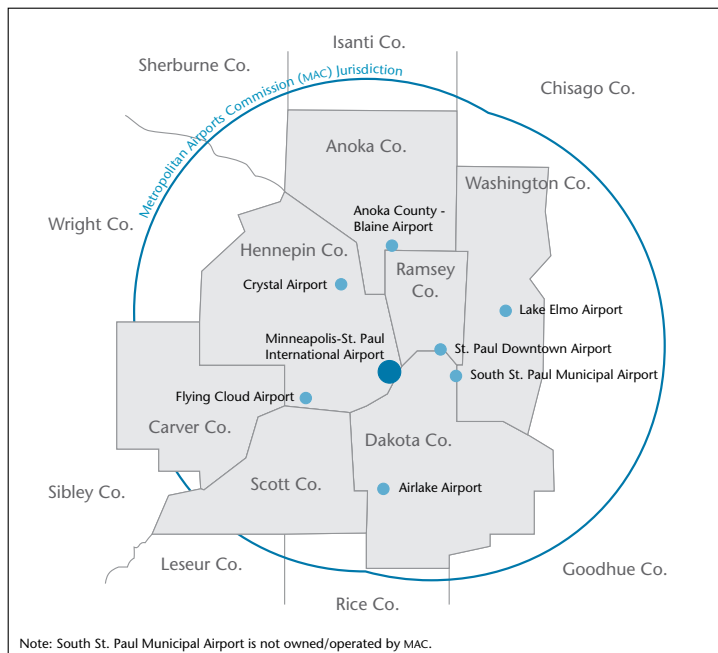 Isanti Co.
Sherburne Co.
Metropolitan Airports Commission (MAC) Jurisdiction
Chisago Co.
Anoka Co.
Washington Co.
Wright Co.
Anoka County -
Blaine Airport
Hennepin Co.
Ramsey
Co.
Crystal Airport
Lake Elmo Airport
Minneapolis-St. Paul
International Airport
St. Paul Downtown Airport
South St. Paul Municipal Airport
Flying Cloud Airport
Carver Co.
Dakota Co.
Scott Co.
Airlake Airport
Sibley Co.
Leseur Co.
Goodhue Co.
Rice Co.
Note: South St. Paul Municipal Airport is not owned/operated by MAC.